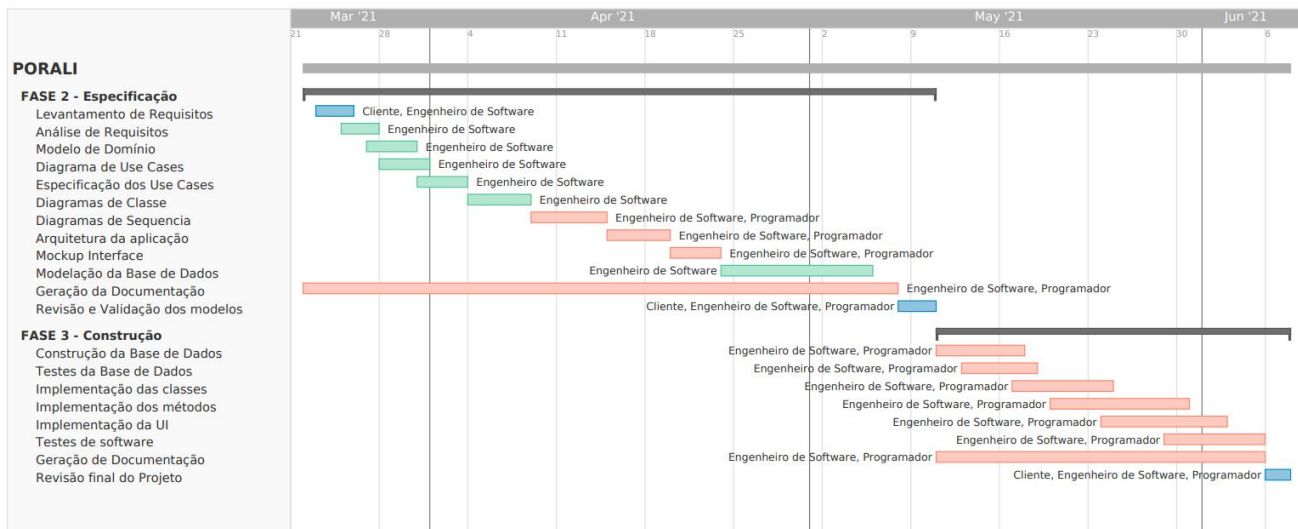 Mar '21 Apr '21 May '21 Jun '21
21 28 4 11 18 25 2 9 16 23 30 6
PORALI
FASE 2 - Especificação
Levantamento de Requisitos Cliente, Engenheiro de Software
Análise de Requisitos Engenheiro de Software
Modelo de Domínio Engenheiro de Software
Diagrama de Use Cases Engenheiro de Software
Especificação dos Use Cases Engenheiro de Software
Diagramas de Classe Engenheiro de Software
Diagramas de Sequencia Engenheiro de Software, Programador
Arquitetura da aplicação Engenheiro de Software, Programador
Mockup Interface Engenheiro de Software, Programador
Modelação da Base de Dados Engenheiro de Software
Geração da Documentação Engenheiro de Software, Programador
Revisão e Validação dos modelos Cliente, Engenheiro de Software, Programador
FASE 3 - Construção
Construção da Base de Dados Engenheiro de Software, Programador
Testes da Base de Dados Engenheiro de Software, Programador
Implementação das classes Engenheiro de Software, Programador
Implementação dos métodos Engenheiro de Software, Programador
Implementação da UI Engenheiro de Software, Programador
Testes de software Engenheiro de Software, Programador
Geração de Documentação Engenheiro de Software, Programador
Revisão final do Projeto Cliente, Engenheiro de Software, Programador